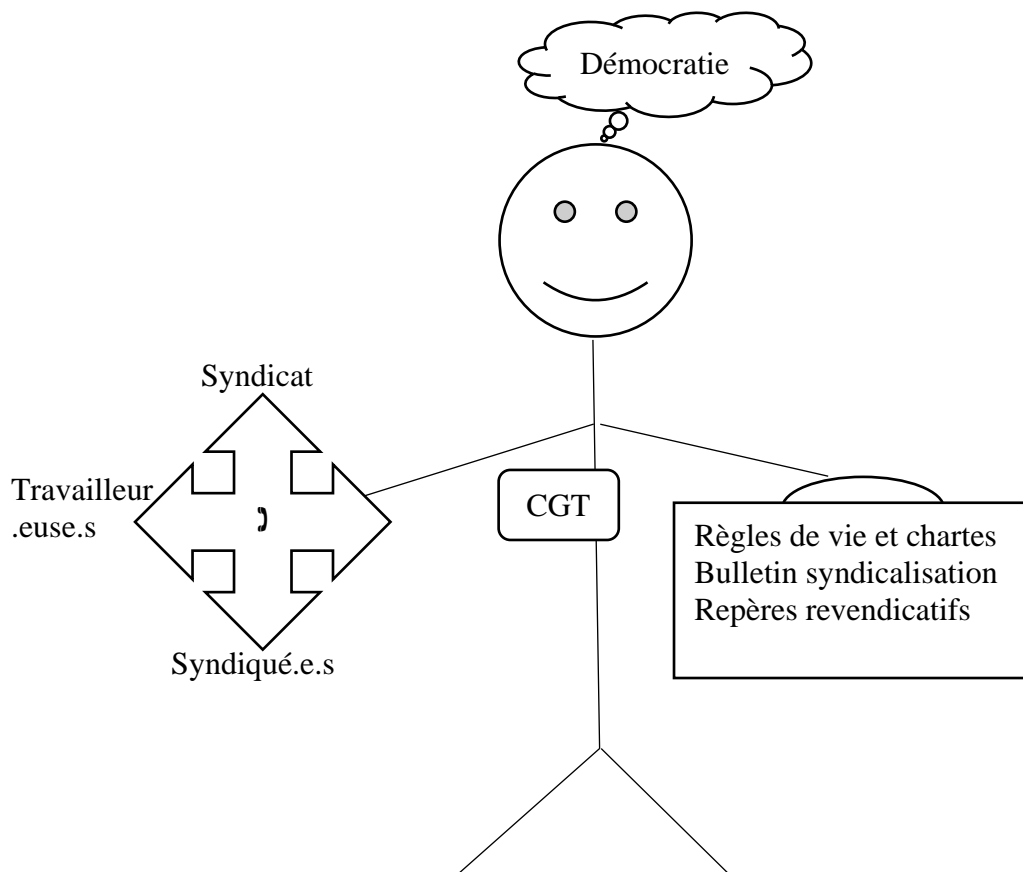 Démocratie
Syndicat
Travailleur
.euse.s
Syndiqué.e.s
CGT
Règles de vie et chartes
Bulletin syndicalisation
Repères revendicatifs